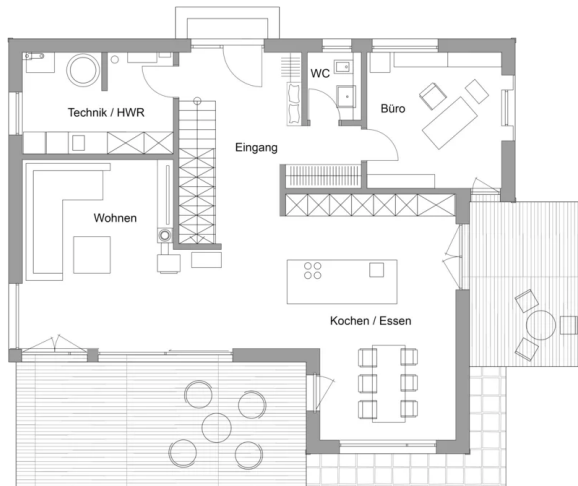 WC
Technik / HWR
Büro
Eingang
Wohnen
Kochen / Essen